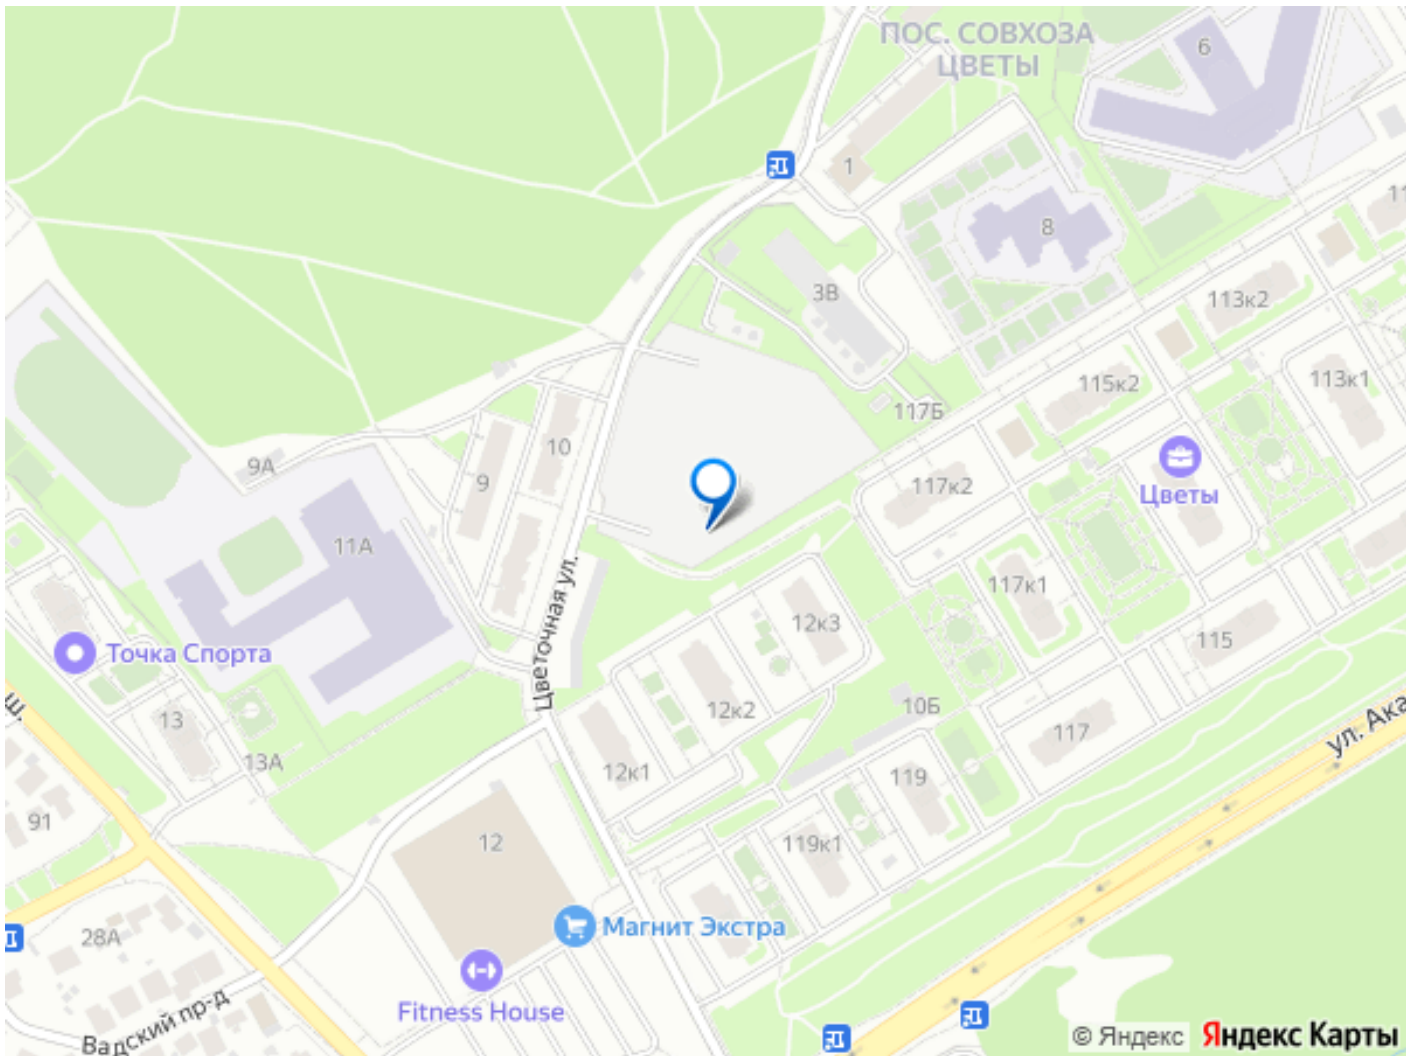 ПОС. СОВХОЗА
ЦВЕТЫ
6
1
8
3В
113к2
115к2
113к1
117Б
10
9А
9
117к2
Цветы
11А
117к1
Цветочная ул.
12к3
115
Точка Спорта
12к2
10Б
13
117
ул. Ака
ш.
13А
12к1
119
91
12
119к1
Магнит Экстра
28А
Fitness House
Вадский пр-д
© Яндекс
Яндекс Карты